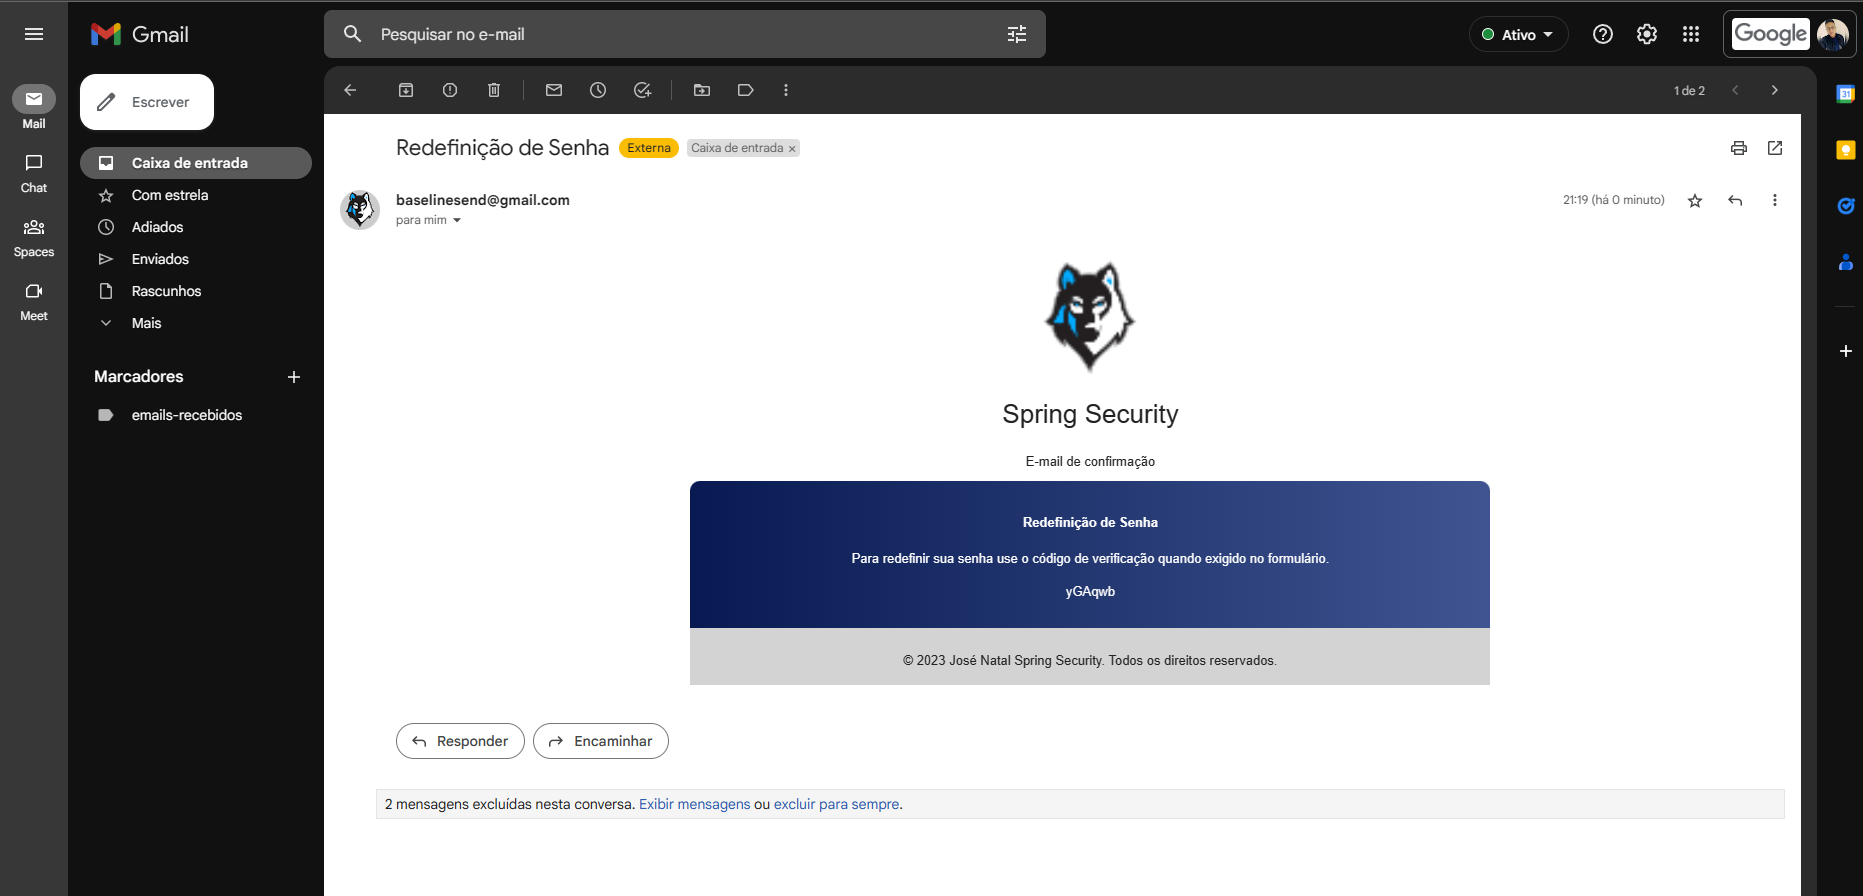 Gmail
Pesquisar no e-mail
Ativo
Google
Mail
Chat
Spaces
Meet
Escrever
Caixa de entrada
Com estrela
Adiados
Enviados
Rascunhos
Mais
Marcadores
emails-recebidos
1 de 2
31
Redefinição de Senha Externa Caixa de entrada ×
baselinesend@gmail.com
para mim
21:19 (há 0 minuto)
Spring Security
E-mail de confirmação
Redefinição de Senha
Para redefinir sua senha use o código de verificação quando exigido no formulário.
yGAqwb
© 2023 José Natal Spring Security. Todos os direitos reservados.
Responder
Encaminhar
2 mensagens excluídas nesta conversa. Exibir mensagens ou excluir para sempre.